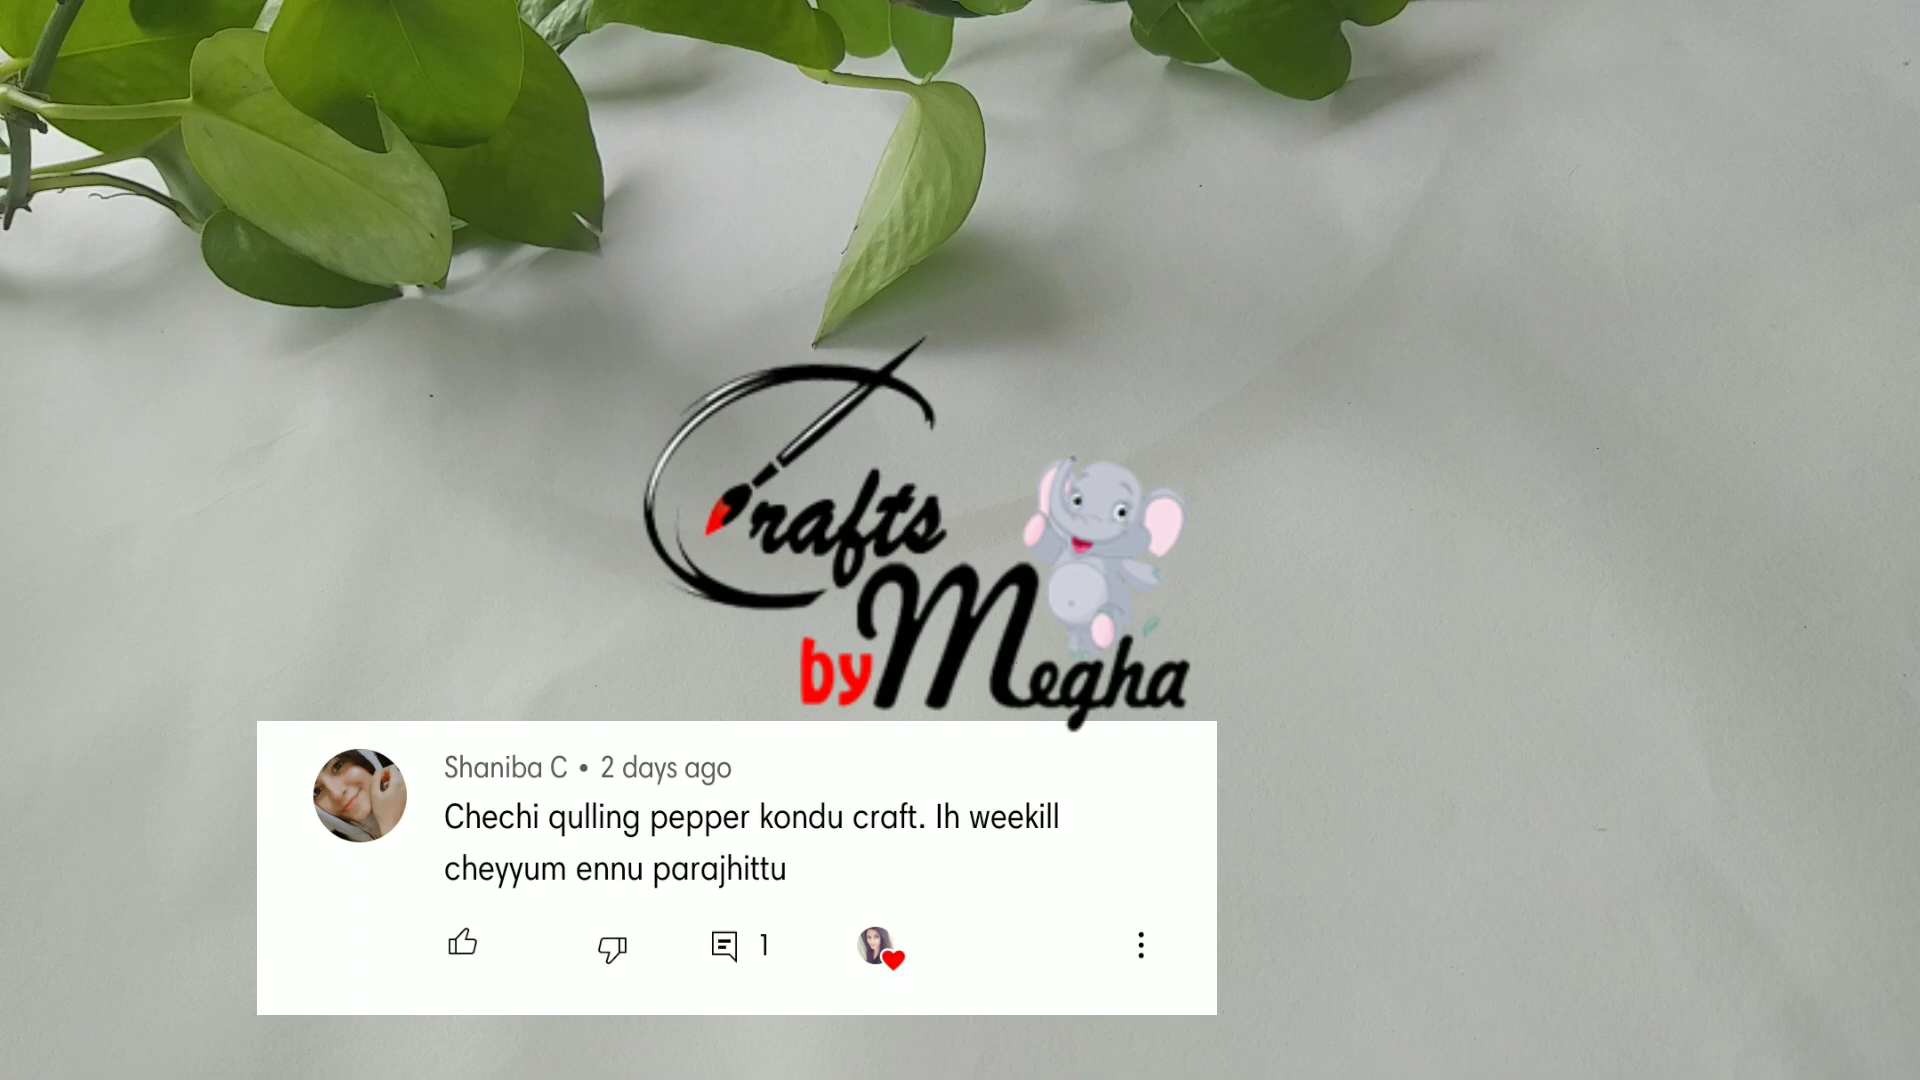 Crafts
by Megha
Shaniba C • 2 days ago
Chechi qulling pepper kondu craft. Ih weekill
cheyyum ennu parajhittu
1